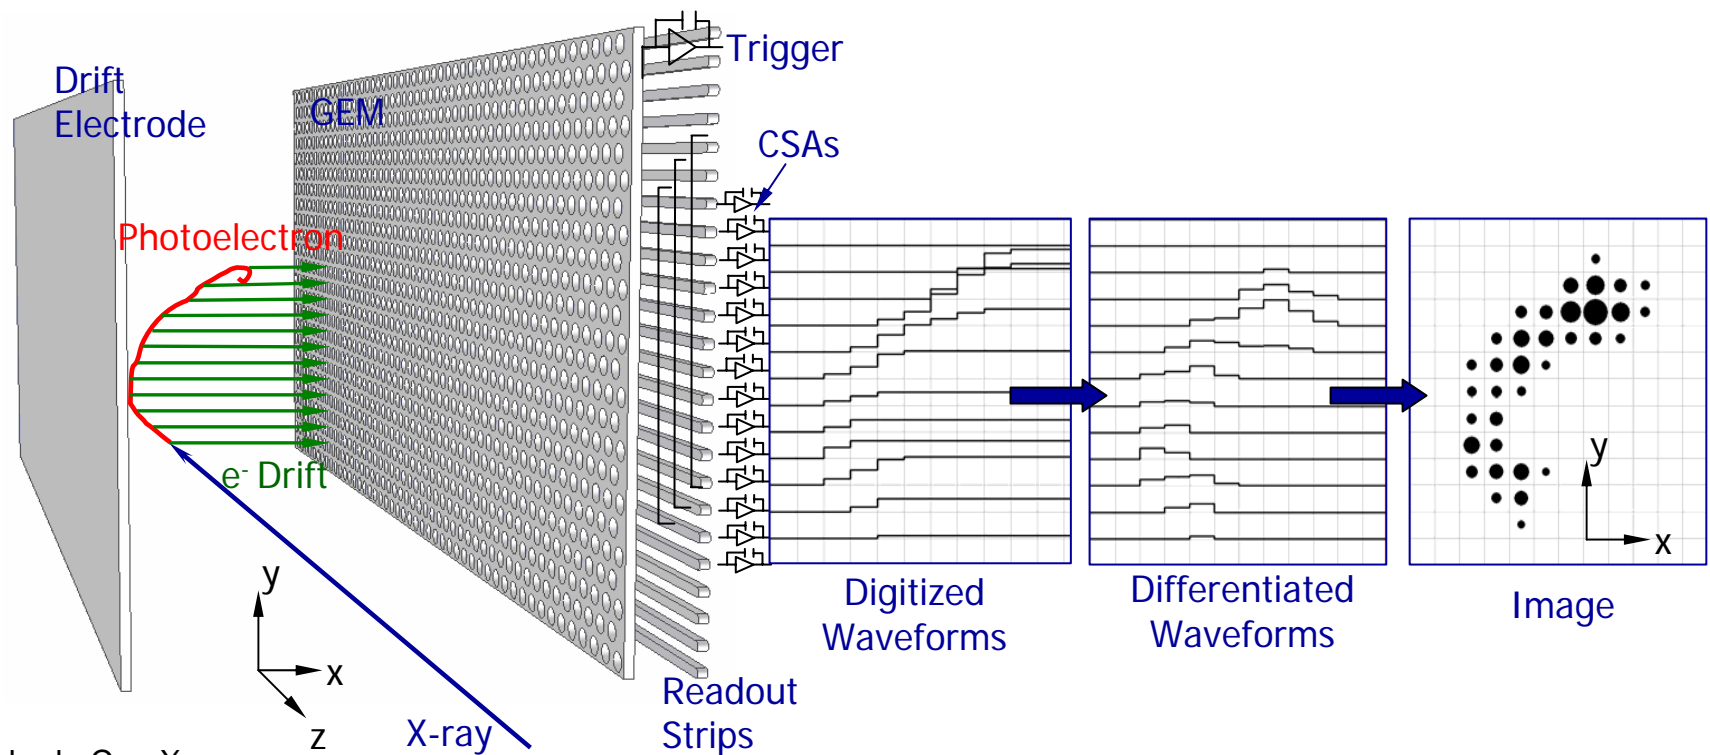 Drift
Electrode
GEM
Trigger
CSAs
Photoelectron
e- Drift
y
x
z
X-ray
Readout
Strips
Digitized
Waveforms
Differentiated
Waveforms
y
x
Image